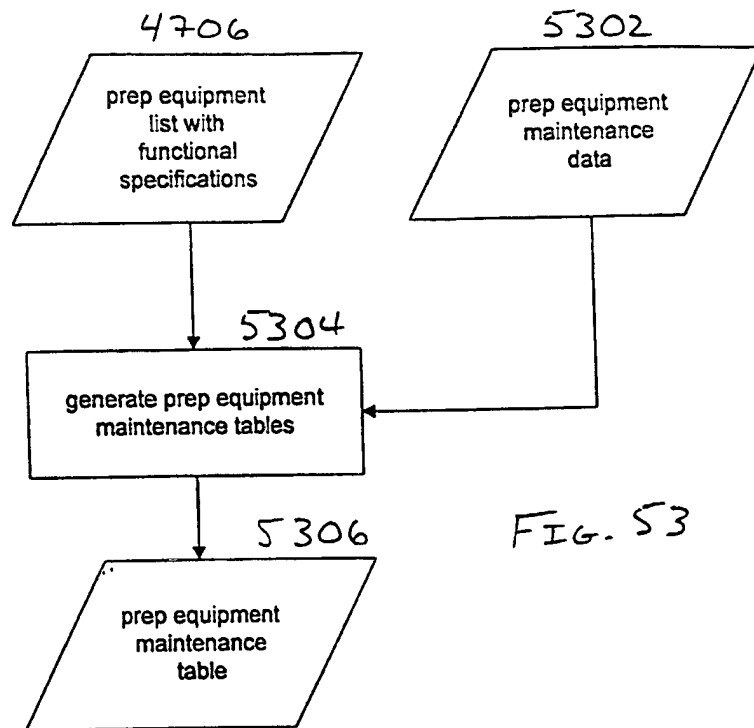 4706
prep equipment
list with
functional
specifications
5302
prep equipment
maintenance
data
5304
generate prep equipment
maintenance tables
5306
prep equipment
maintenance
table
FIG. 53